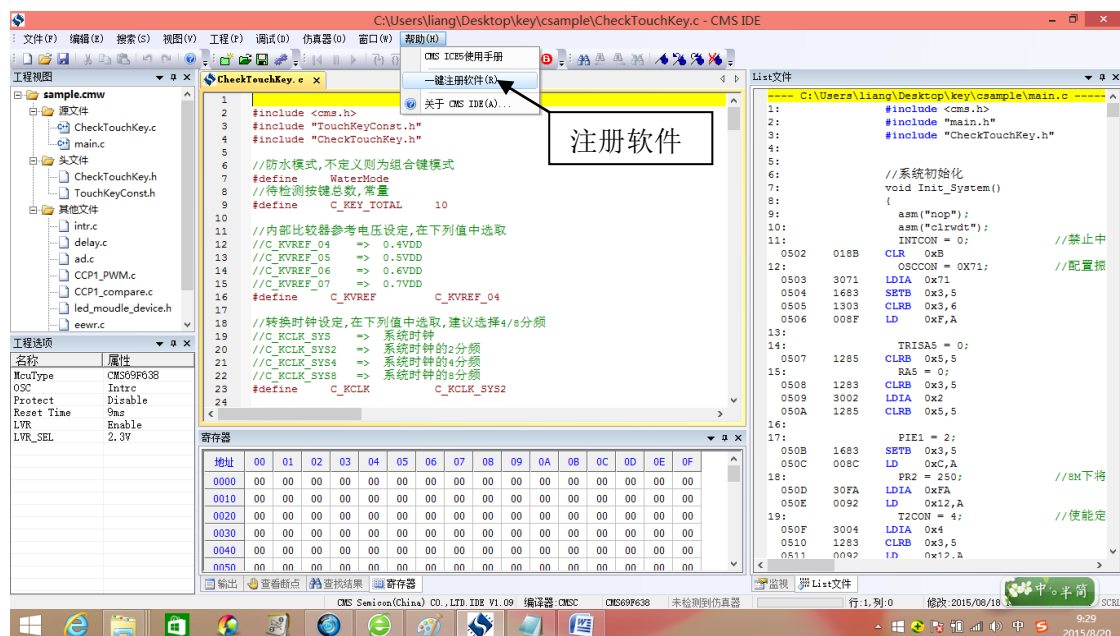 C:\Users\liang\Desktop\key\csample\CheckTouchKey.c - CMS IDE
文件(F) 编辑(E) 搜索(S) 视图(V) 工程(P) 调试(D) 仿真器(O) 窗口(W) 帮助(H)
CMS ICE5使用手册
一键注册软件(R)
关于 CMS IDE(A)...
注册软件
工程视图
sample.cmw
源文件
CheckTouchKey.c
main.c
头文件
CheckTouchKey.h
TouchKeyConst.h
其他文件
intr.c
delay.c
ad.c
CCP1_PWM.c
CCP1_compare.c
led_moudle_device.h
eewr.c
工程选项
名称 属性
McuType CMS69F638
OSC Intrc
Protect Disable
Reset Time 9ms
LVR Enable
LVR_SEL 2.3V
CheckTouchKey.c x
1
2 #include <cms.h>
3 #include "TouchKeyConst.h"
4 #include "CheckTouchKey.h"
5
6 //防水模式,不定义则为组合键模式
7 #define WaterMode
8 //待检测按键总数,常量
9 #define C_KEY_TOTAL 10
10
11 //内部比较器参考电压设定,在下列值中选取
12 //C_KVREF_04 => 0.4VDD
13 //C_KVREF_05 => 0.5VDD
14 //C_KVREF_06 => 0.6VDD
15 //C_KVREF_07 => 0.7VDD
16 #define C_KVREF C_KVREF_04
17
18 //转换时钟设定,在下列值中选取,建议选择4/8分频
19 //C_KCLK_SYS => 系统时钟
20 //C_KCLK_SYS2 => 系统时钟的2分频
21 //C_KCLK_SYS4 => 系统时钟的4分频
22 //C_KCLK_SYS8 => 系统时钟的8分频
23 #define C_KCLK C_KCLK_SYS2
24
寄存器
地址 00 01 02 03 04 05 06 07 08 09 0A 0B 0C 0D 0E 0F
0000 00 00 00 00 00 00 00 00 00 00 00 00 00 00 00 00
0010 00 00 00 00 00 00 00 00 00 00 00 00 00 00 00 00
0020 00 00 00 00 00 00 00 00 00 00 00 00 00 00 00 00
0030 00 00 00 00 00 00 00 00 00 00 00 00 00 00 00 00
0040 00 00 00 00 00 00 00 00 00 00 00 00 00 00 00 00
0050 00 00 00 00 00 00 00 00 00 00 00 00 00 00 00 00
输出 查看断点 查找结果 寄存器
List文件
---- C:\Users\liang\Desktop\key\csample\main.c -----
1: #include <cms.h>
2: #include "main.h"
3: #include "CheckTouchKey.h"
4:
5:
6: //系统初始化
7: void Init_System()
8: {
9: asm("nop");
10: asm("clrwdt");
11: INTCON = 0; //禁止中
0502 018B CLR 0xB
12: OSCCON = 0X71; //配置振
0503 3071 LDIA 0x71
0504 1683 SETB 0x3,5
0505 1303 CLRB 0x3,6
0506 008F LD 0xF,A
13:
14: TRISA5 = 0;
0507 1285 CLRB 0x5,5
15: RA5 = 0;
0508 1283 CLRB 0x3,5
0509 3002 LDIA 0x2
050A 1285 CLRB 0x5,5
16:
17: PIE1 = 2;
050B 1683 SETB 0x3,5
050C 008C LD 0xC,A
18: PR2 = 250; //8M下将
050D 30FA LDIA 0xFA
050E 0092 LD 0x12,A
19: T2CON = 4; //使能定
050F 3004 LDIA 0x4
0510 1283 CLRB 0x3,5
0511 0092 LD 0x12,A
监视 List文件
CMS Semicon(China) CO.,LTD.IDE V1.09 编译器:CMSC CMS69F638 未检测到仿真器 行:1,列:0 修改:2015/08/18 SCRL
中 半 简
中
9:29
2015/8/20